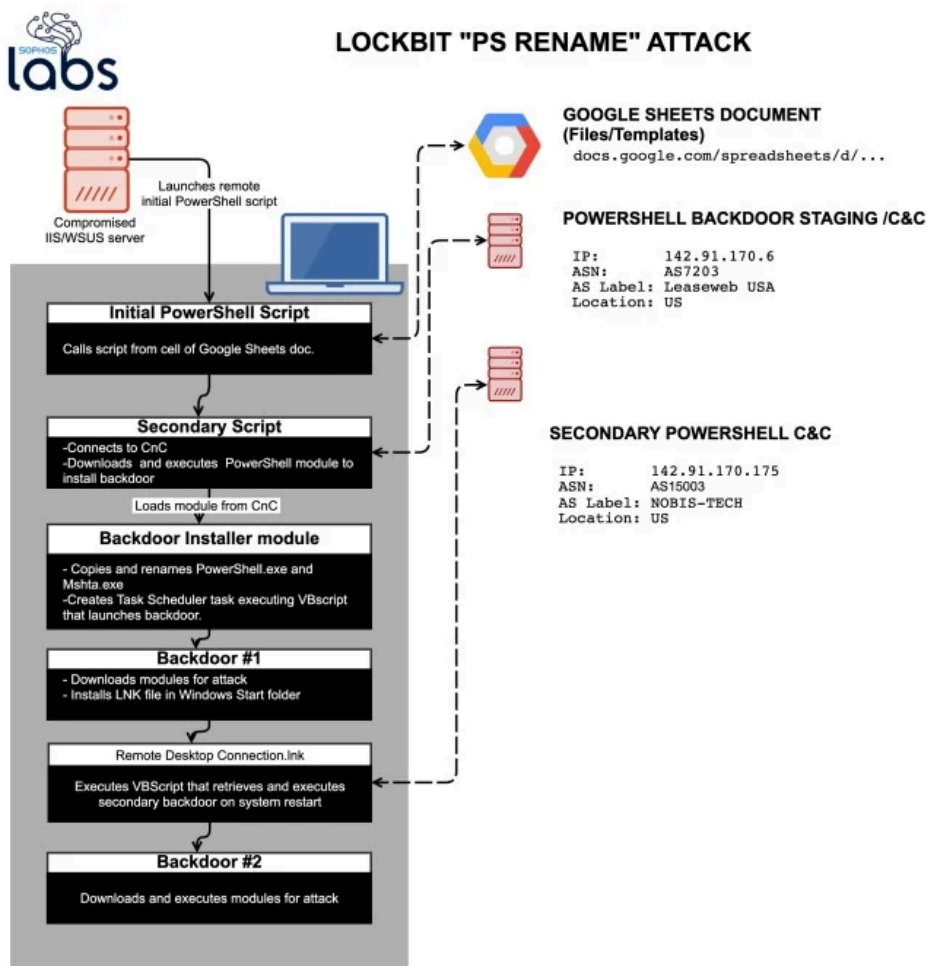 SOPHOS
labs
LOCKBIT "PS RENAME" ATTACK
Compromised
IIS/WSUS server
Launches remote
initial PowerShell script
GOOGLE SHEETS DOCUMENT
(Files/Templates)
docs.google.com/spreadsheets/d/...
POWERSHELL BACKDOOR STAGING /C&C
IP: 142.91.170.6
ASN: AS7203
AS Label: Leaseweb USA
Location: US
Initial PowerShell Script
Calls script from cell of Google Sheets doc.
Secondary Script
-Connects to CnC
-Downloads and executes PowerShell module to
install backdoor
SECONDARY POWERSHELL C&C
IP: 142.91.170.175
ASN: AS15003
AS Label: NOBIS-TECH
Location: US
Loads module from CnC
Backdoor Installer module
- Copies and renames PowerShell.exe and
Mshta.exe
-Creates Task Scheduler task executing VBscript
that launches backdoor.
Backdoor #1
- Downloads modules for attack
- Installs LNK file in Windows Start folder
Remote Desktop Connection.lnk
Executes VBScript that retrieves and executes
secondary backdoor on system restart
Backdoor #2
Downloads and executes modules for attack